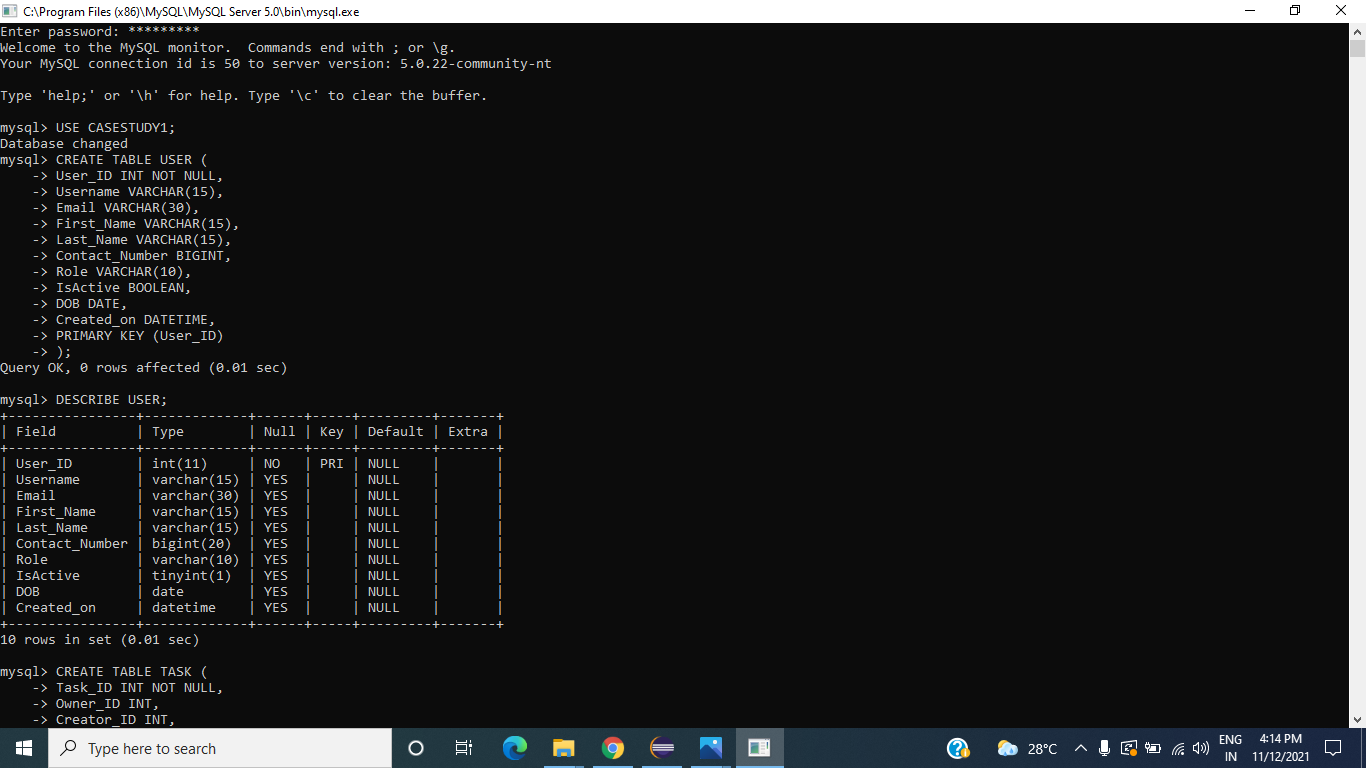 C:\Program Files (x86)\MySQL\MySQL Server 5.0\bin\mysql.exe
Enter password: *********
Welcome to the MySQL monitor.  Commands end with ; or \g.
Your MySQL connection id is 50 to server version: 5.0.22-community-nt
Type 'help;' or '\h' for help. Type '\c' to clear the buffer.
mysql> USE CASESTUDY1;
Database changed
mysql> CREATE TABLE USER (
    -> User_ID INT NOT NULL,
    -> Username VARCHAR(15),
    -> Email VARCHAR(30),
    -> First_Name VARCHAR(15),
    -> Last_Name VARCHAR(15),
    -> Contact_Number BIGINT,
    -> Role VARCHAR(10),
    -> IsActive BOOLEAN,
    -> DOB DATE,
    -> Created_on DATETIME,
    -> PRIMARY KEY (User_ID)
    -> );
Query OK, 0 rows affected (0.01 sec)
mysql> DESCRIBE USER;
+----------------+-------------+------+-----+---------+-------+
| Field          | Type        | Null | Key | Default | Extra |
+----------------+-------------+------+-----+---------+-------+
| User_ID        | int(11)     | NO   | PRI | NULL    |       |
| Username       | varchar(15) | YES  |     | NULL    |       |
| Email          | varchar(30) | YES  |     | NULL    |       |
| First_Name     | varchar(15) | YES  |     | NULL    |       |
| Last_Name      | varchar(15) | YES  |     | NULL    |       |
| Contact_Number | bigint(20)  | YES  |     | NULL    |       |
| Role           | varchar(10) | YES  |     | NULL    |       |
| IsActive       | tinyint(1)  | YES  |     | NULL    |       |
| DOB            | date        | YES  |     | NULL    |       |
| Created_on     | datetime    | YES  |     | NULL    |       |
+----------------+-------------+------+-----+---------+-------+
10 rows in set (0.01 sec)
mysql> CREATE TABLE TASK (
    -> Task_ID INT NOT NULL,
    -> Owner_ID INT,
    -> Creator_ID INT,
Type here to search
28°C
ENG
IN
4:14 PM
11/12/2021